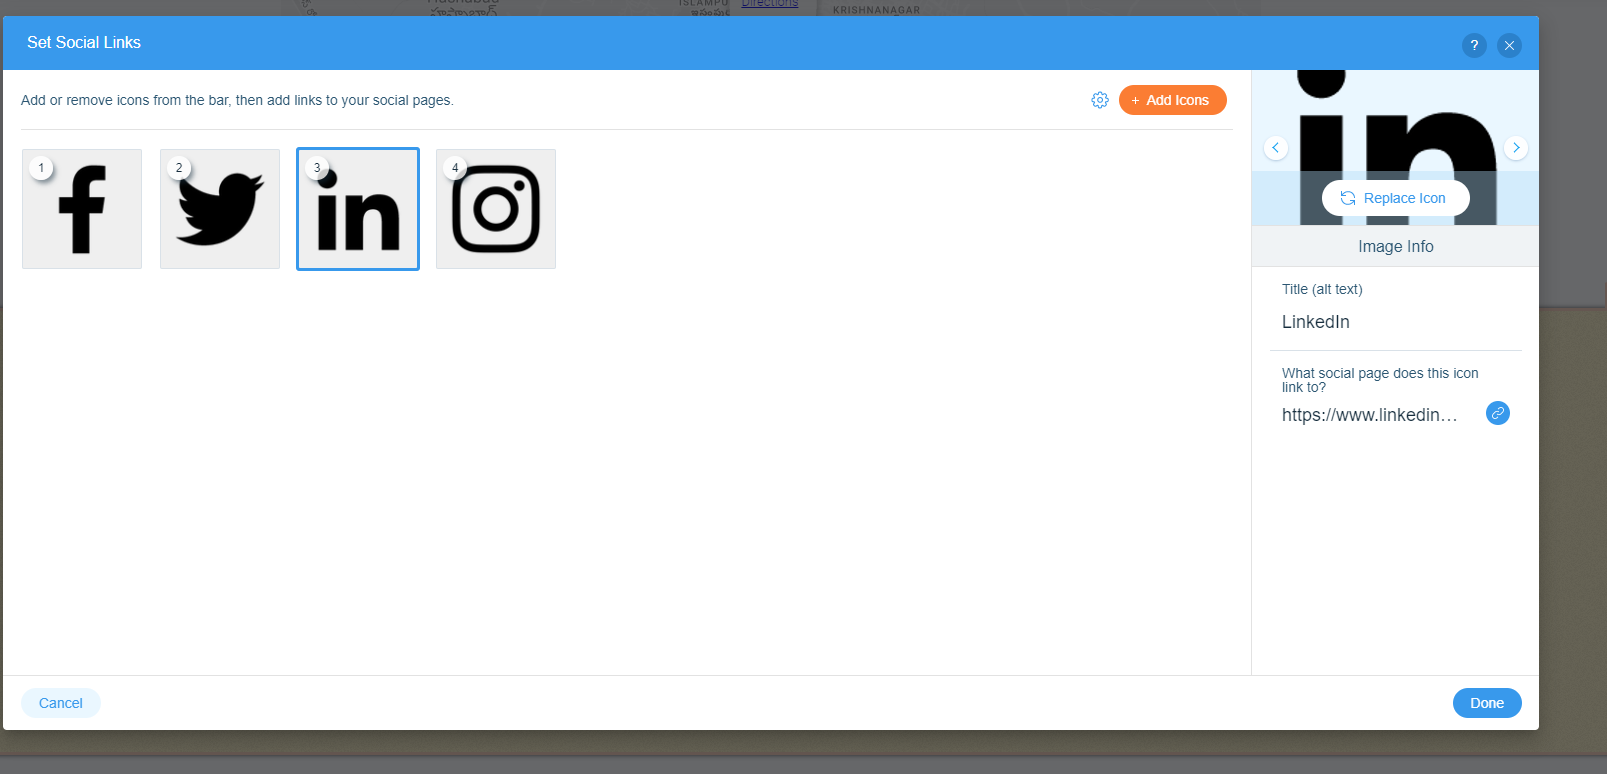 ISLAMPU
Directions
KRISHNANAGAR
Set Social Links
?
Add or remove icons from the bar, then add links to your social pages.
+ Add Icons
1
2
3
4
in
in
Replace Icon
Image Info
Title (alt text)
LinkedIn
What social page does this icon
link to?
https://www.linkedin…
Cancel
Done